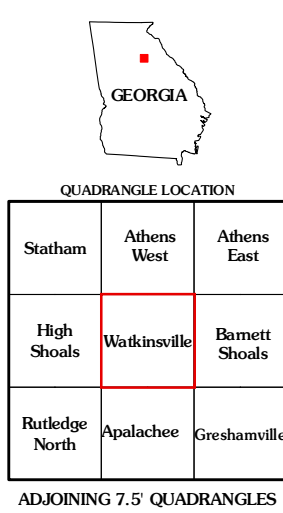 GEORGIA
QUADRANGLE LOCATION
Statham
Athens
West
Athens
East
High
Shoals
Watkinsville
Barnett
Shoals
Rutledge
North
Apalachee
Greshamville
ADJOINING 7.5' QUADRANGLES